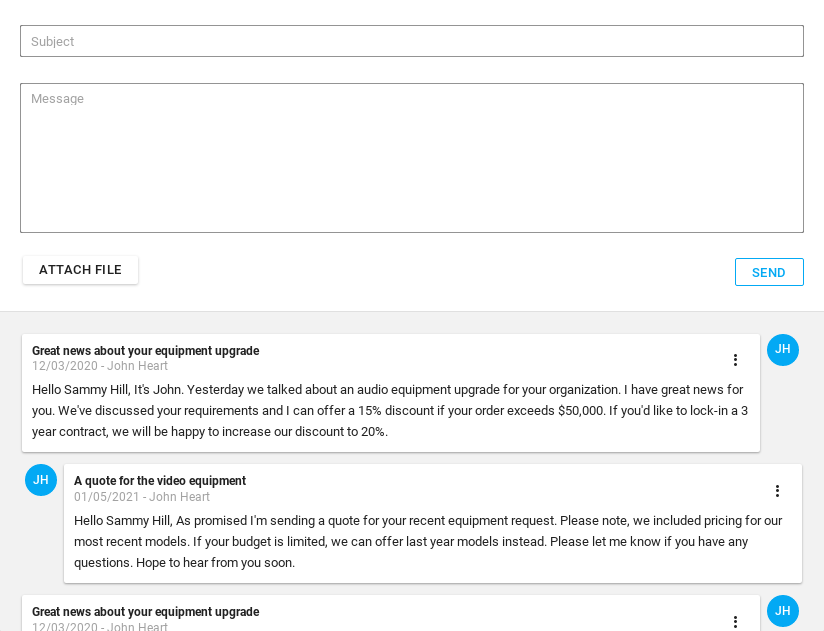 Subject
Message
ATTACH FILE
SEND
Great news about your equipment upgrade
12/03/2020 - John Heart
JH
Hello Sammy Hill, It's John. Yesterday we talked about an audio equipment upgrade for your organization. I have great news for
you. We've discussed your requirements and I can offer a 15% discount if your order exceeds $50,000. If you'd like to lock-in a 3
year contract, we will be happy to increase our discount to 20%.
JH
A quote for the video equipment
01/05/2021 - John Heart
Hello Sammy Hill, As promised I'm sending a quote for your recent equipment request. Please note, we included pricing for our
most recent models. If your budget is limited, we can offer last year models instead. Please let me know if you have any
questions. Hope to hear from you soon.
Great news about your equipment upgrade
12/03/2020 - John Heart
JH